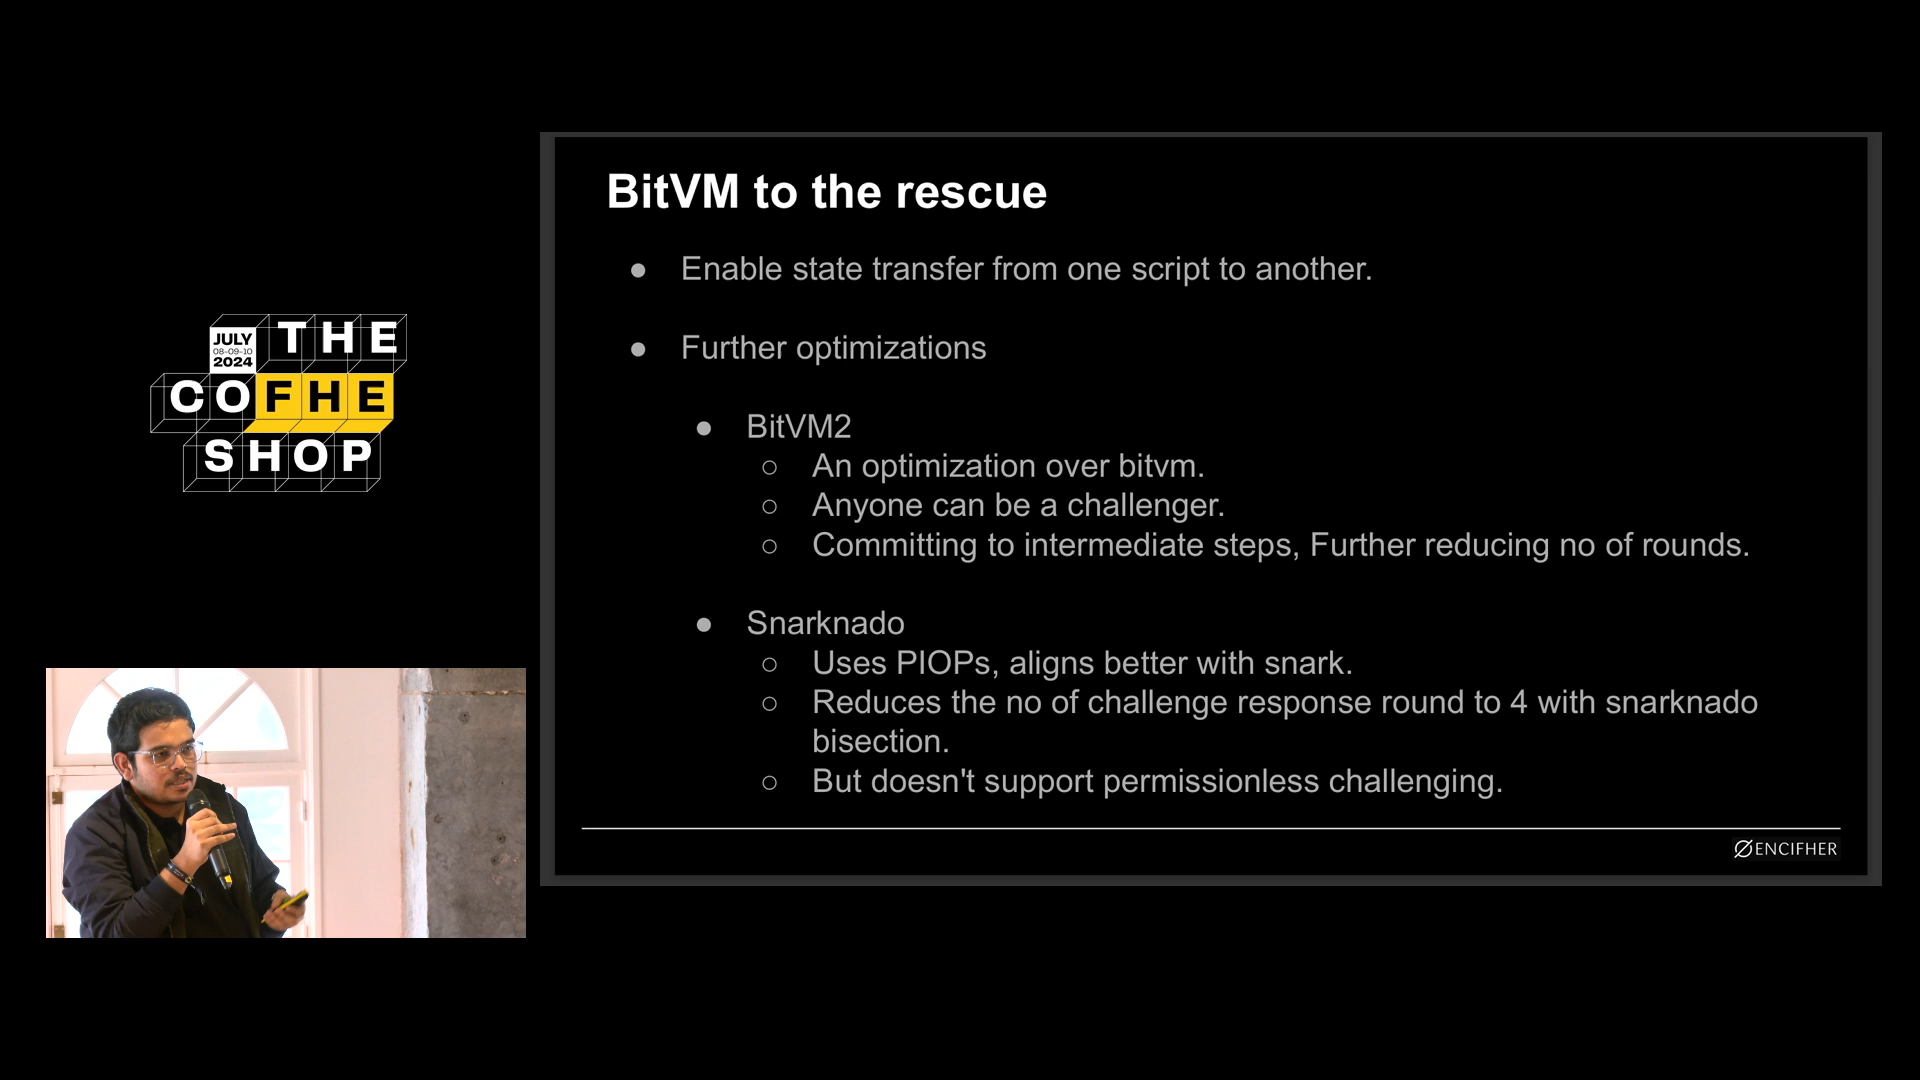 JULY
08-09-10
2024
THE
COFHE
SHOP
BitVM to the rescue
● Enable state transfer from one script to another.
● Further optimizations
● BitVM2
○ An optimization over bitvm.
○ Anyone can be a challenger.
○ Committing to intermediate steps, Further reducing no of rounds.
● Snarknado
○ Uses PIOPs, aligns better with snark.
○ Reduces the no of challenge response round to 4 with snarknado
bisection.
○ But doesn't support permissionless challenging.
ENCIFHER